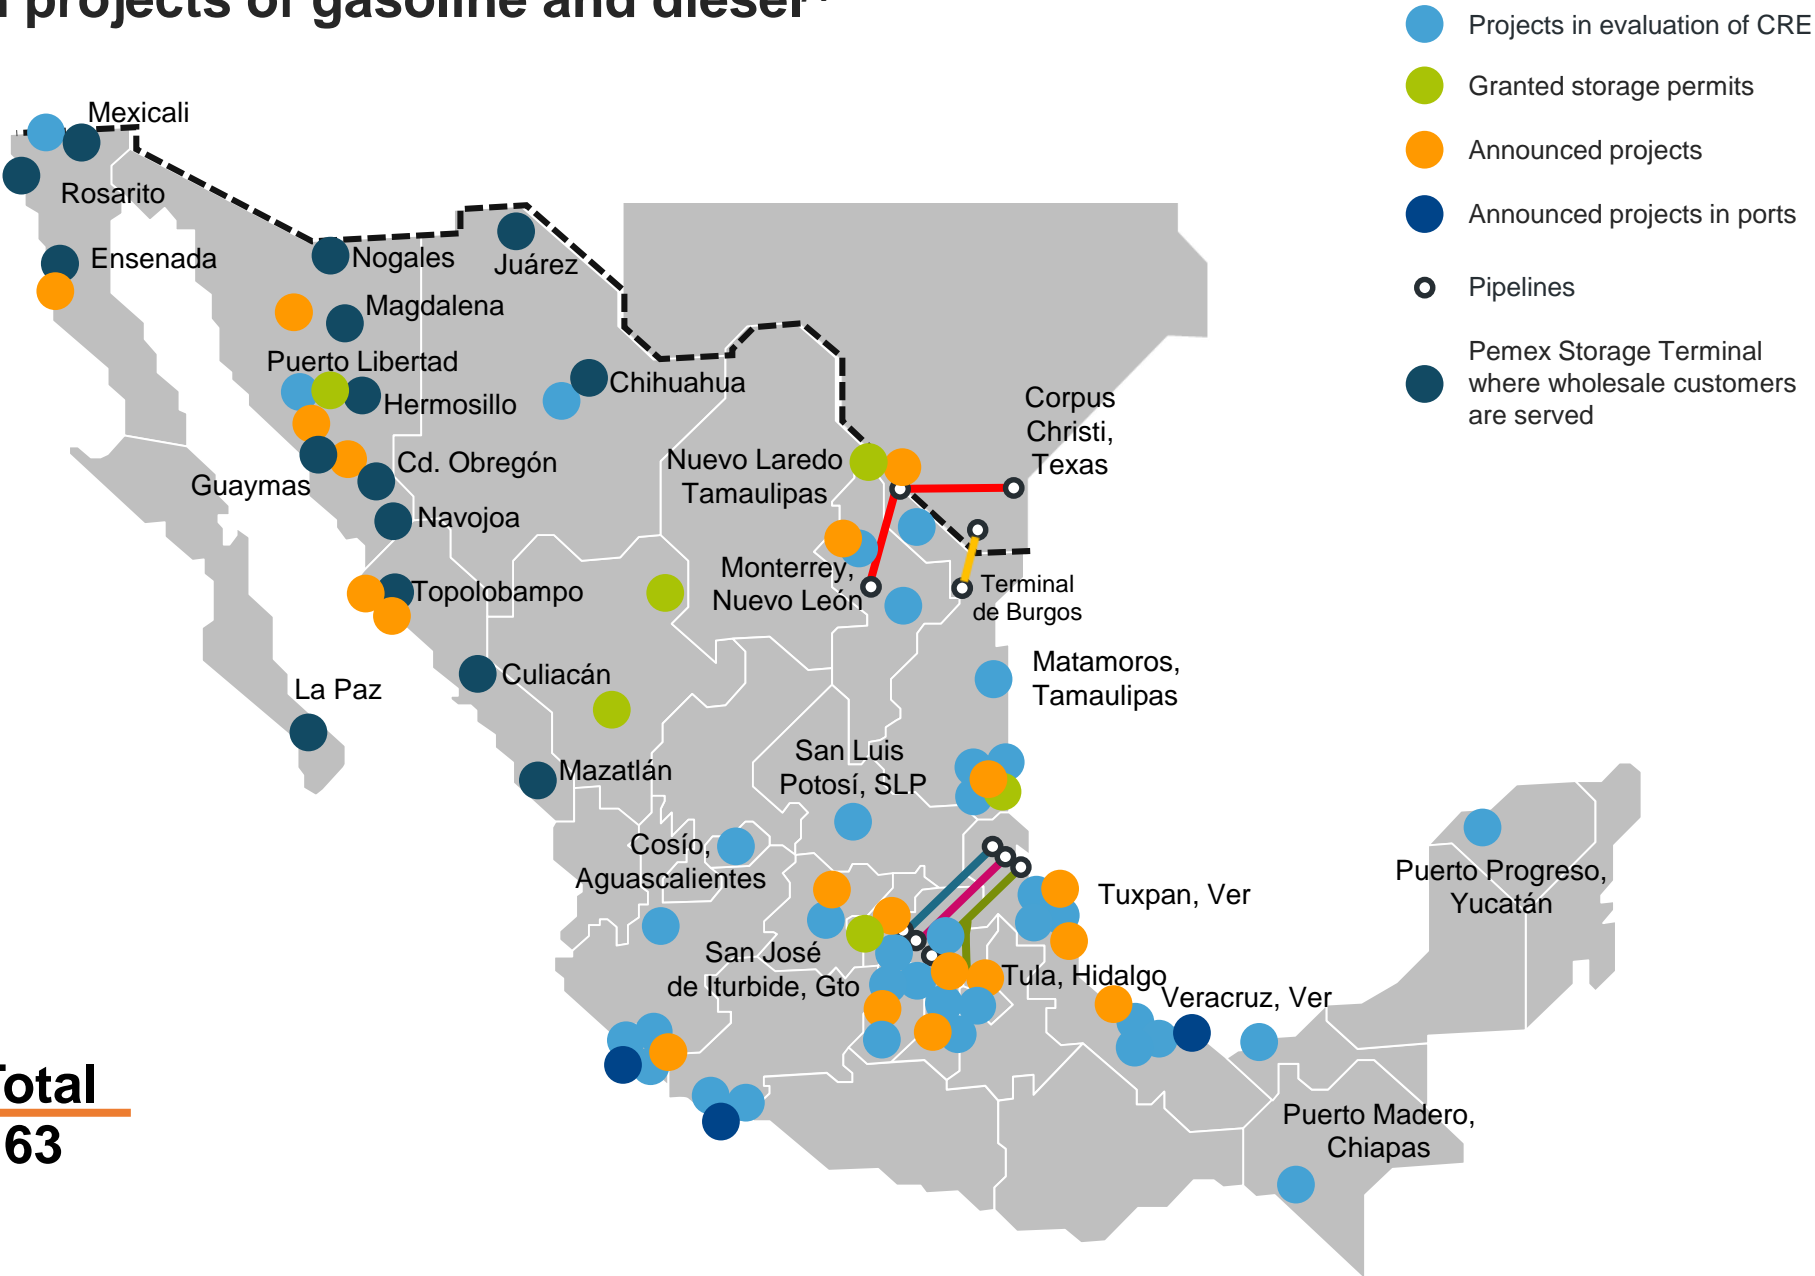 projects of gasoline and diesel
Projects in evaluation of CRE
Granted storage permits
Announced projects
Announced projects in ports
Pipelines
Pemex Storage Terminal
where wholesale customers
are served
Mexicali
Rosarito
Ensenada
Nogales
Juárez
Magdalena
Puerto Libertad
Hermosillo
Chihuahua
Corpus
Christi,
Texas
Nuevo Laredo
Tamaulipas
Cd. Obregón
Guaymas
Navojoa
Monterrey,
Nuevo León
Terminal
de Burgos
Topolobampo
Culiacán
La Paz
Matamoros,
Tamaulipas
Mazatlán
San Luis
Potosí, SLP
Cosío,
Aguascalientes
Puerto Progreso,
Yucatán
Tuxpan, Ver
San José
de Iturbide, Gto
Tula, Hidalgo
Veracruz, Ver
Puerto Madero,
Chiapas
Total
63